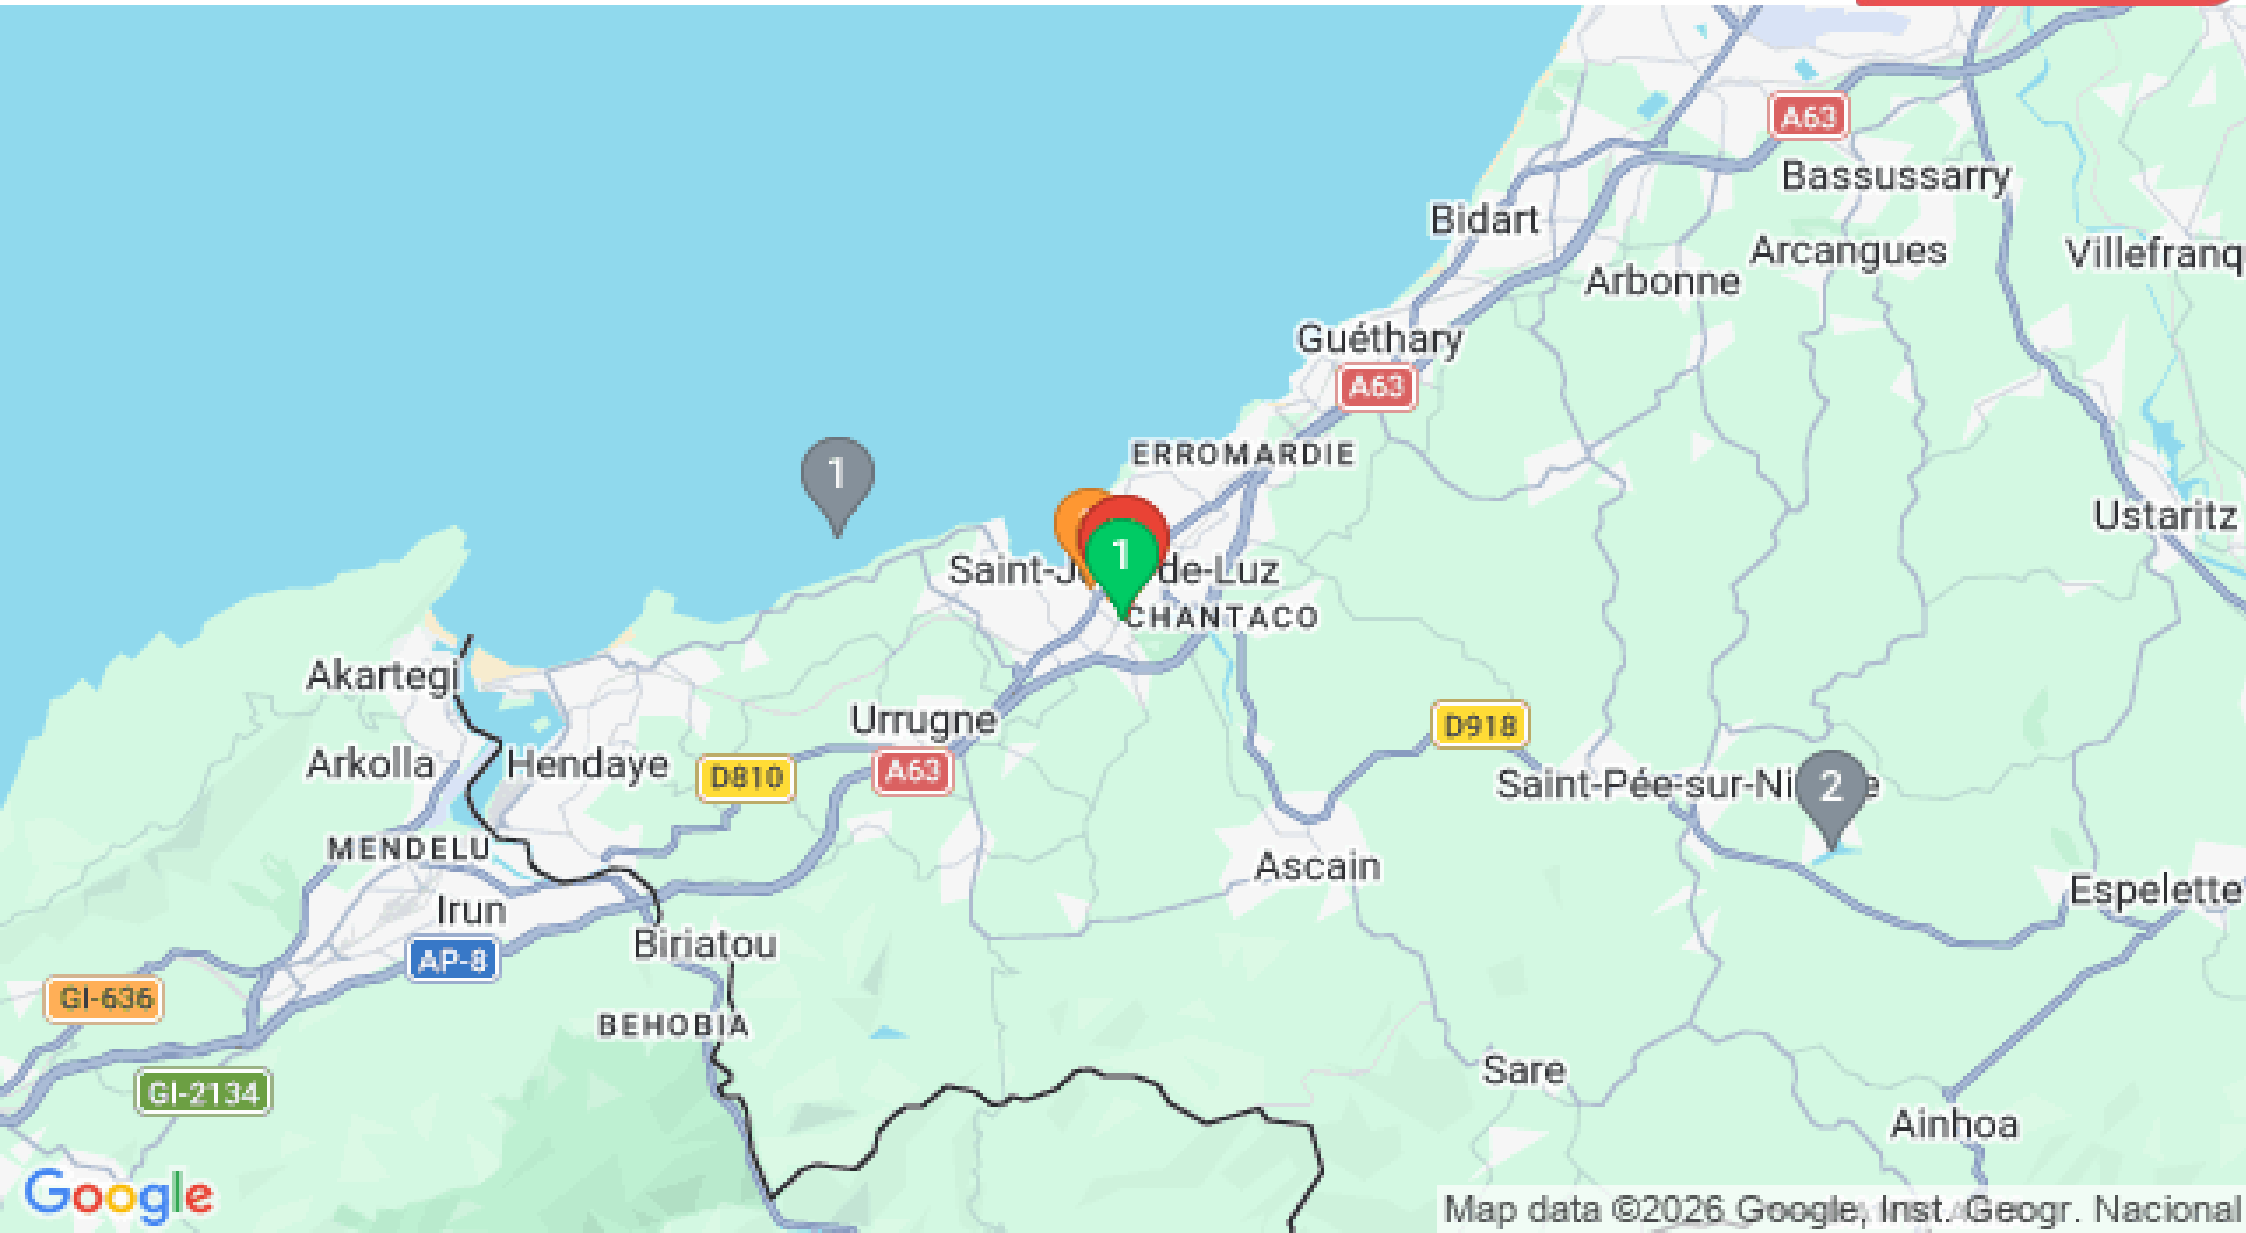 A63
Bassussarry
Bidart
Arcangues
Villefranq
Arbonne
Guéthary
A63
ERROMARDIE
1
Ustaritz
1
Saint-J
de-Luz
CHANTACO
Akartegi
Urrugne
D918
Arkolla
Hendaye
D810
A63
Saint-Pée-sur-Ni
2
e
MENDELU
Ascain
Espelette
Irun
Biriatou
AP-8
GI-636
BEHOBIA
Sare
GI-2134
Ainhoa
Google
Map data ©2026 Google, Inst. Geogr. Nacional